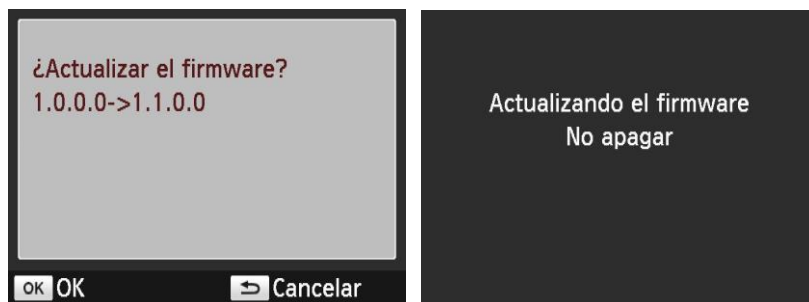 ¿Actualizar el firmware?
1.0.0.0->1.1.0.0
OK OK
Cancelar
Actualizando el firmware
No apagar